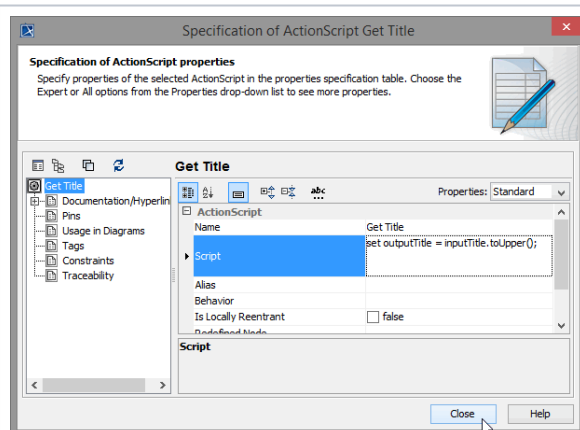 Specification of ActionScript Get Title
Specification of ActionScript properties
Specify properties of the selected ActionScript in the properties specification table. Choose the
Expert or All options from the Properties drop-down list to see more properties.
Get Title
Get Title
Documentation/Hyperlin
Pins
Usage in Diagrams
Tags
Constraints
Traceability
Properties: Standard
ActionScript
Name Get Title
Script set outputTitle = inputTitle.toUpper();
Alias
Behavior
Is Locally Reentrant false
Redefined Node
Script
Close Help